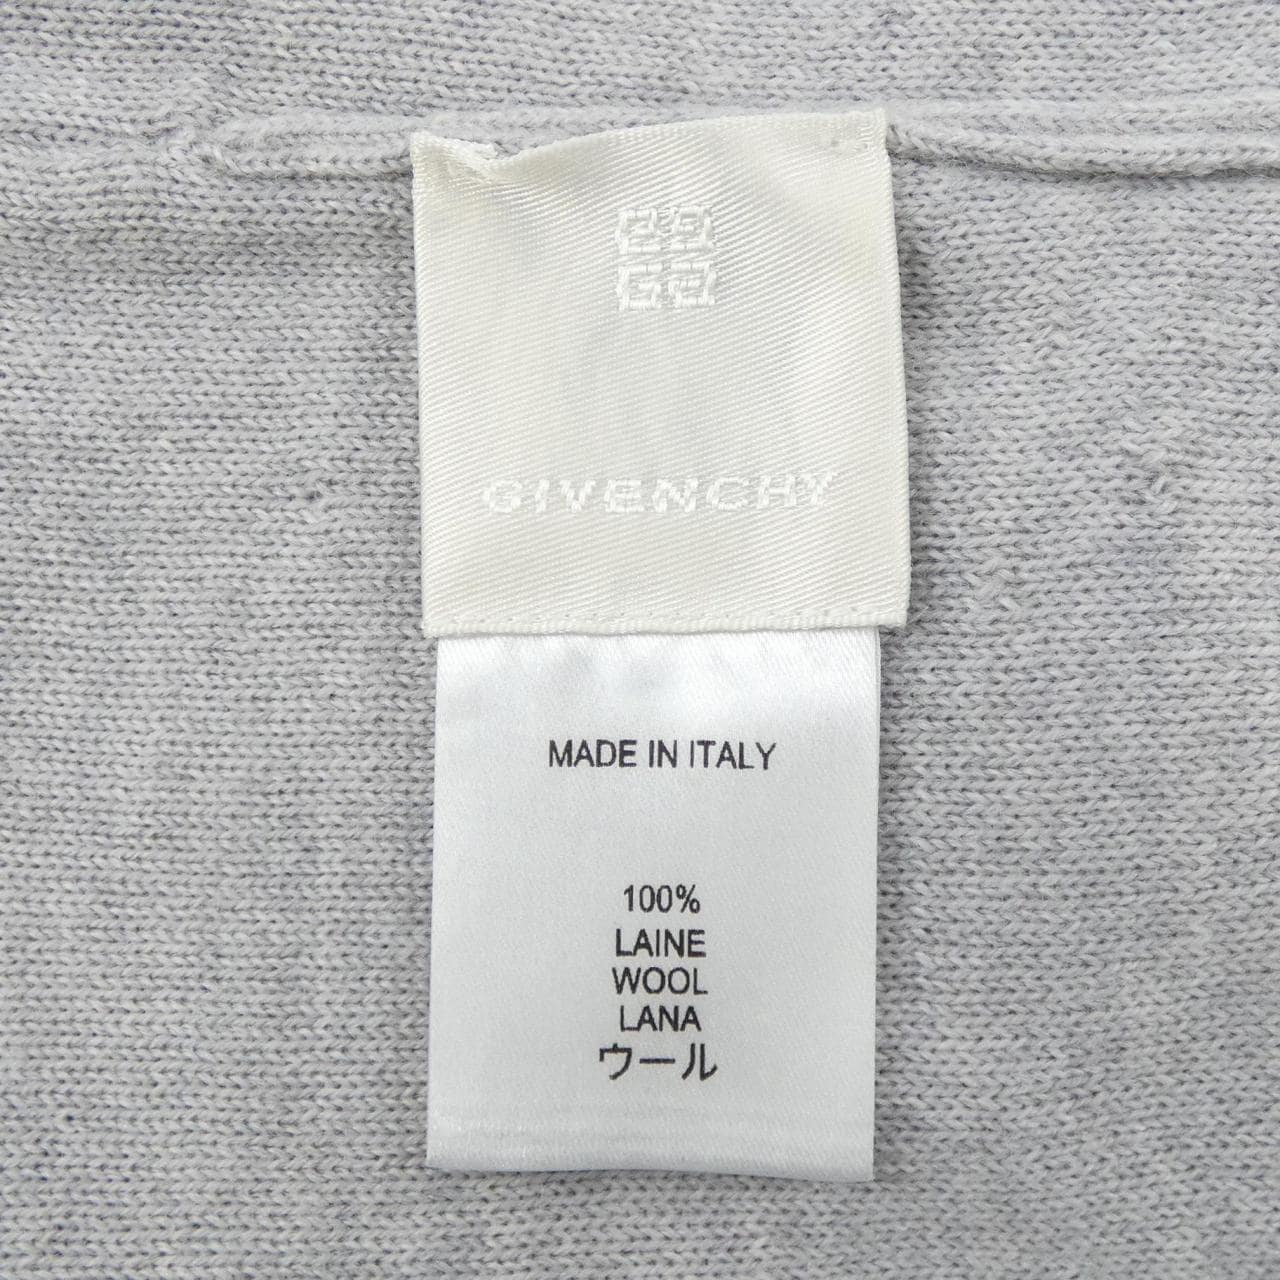 GIVENCHY
MADE IN ITALY
100%
LAINE
WOOL
LANA
ウール